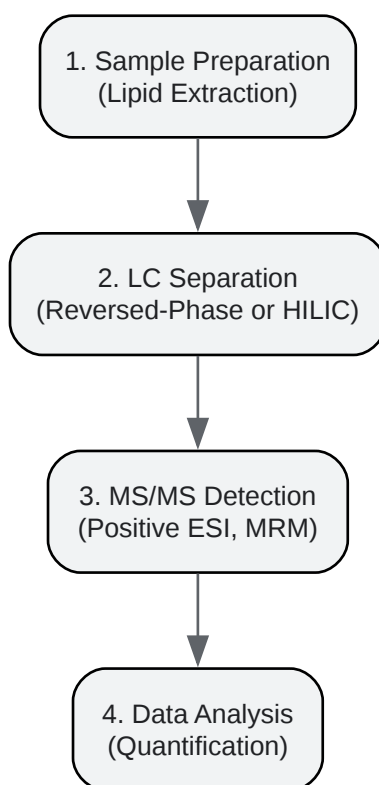 1. Sample Preparation
(Lipid Extraction)
2. LC Separation
(Reversed-Phase or HILIC)
3. MS/MS Detection
(Positive ESI, MRM)
4. Data Analysis
(Quantification)